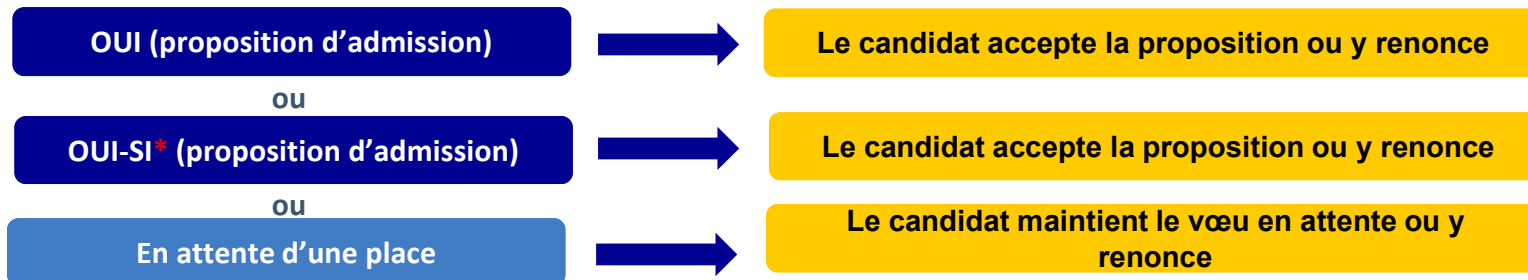 OUI (proposition d’admission)
Le candidat accepte la proposition ou y renonce
ou
OUI-SI* (proposition d’admission)
Le candidat accepte la proposition ou y renonce
ou
En attente d’une place
Le candidat maintient le vœu en attente ou y
renonce